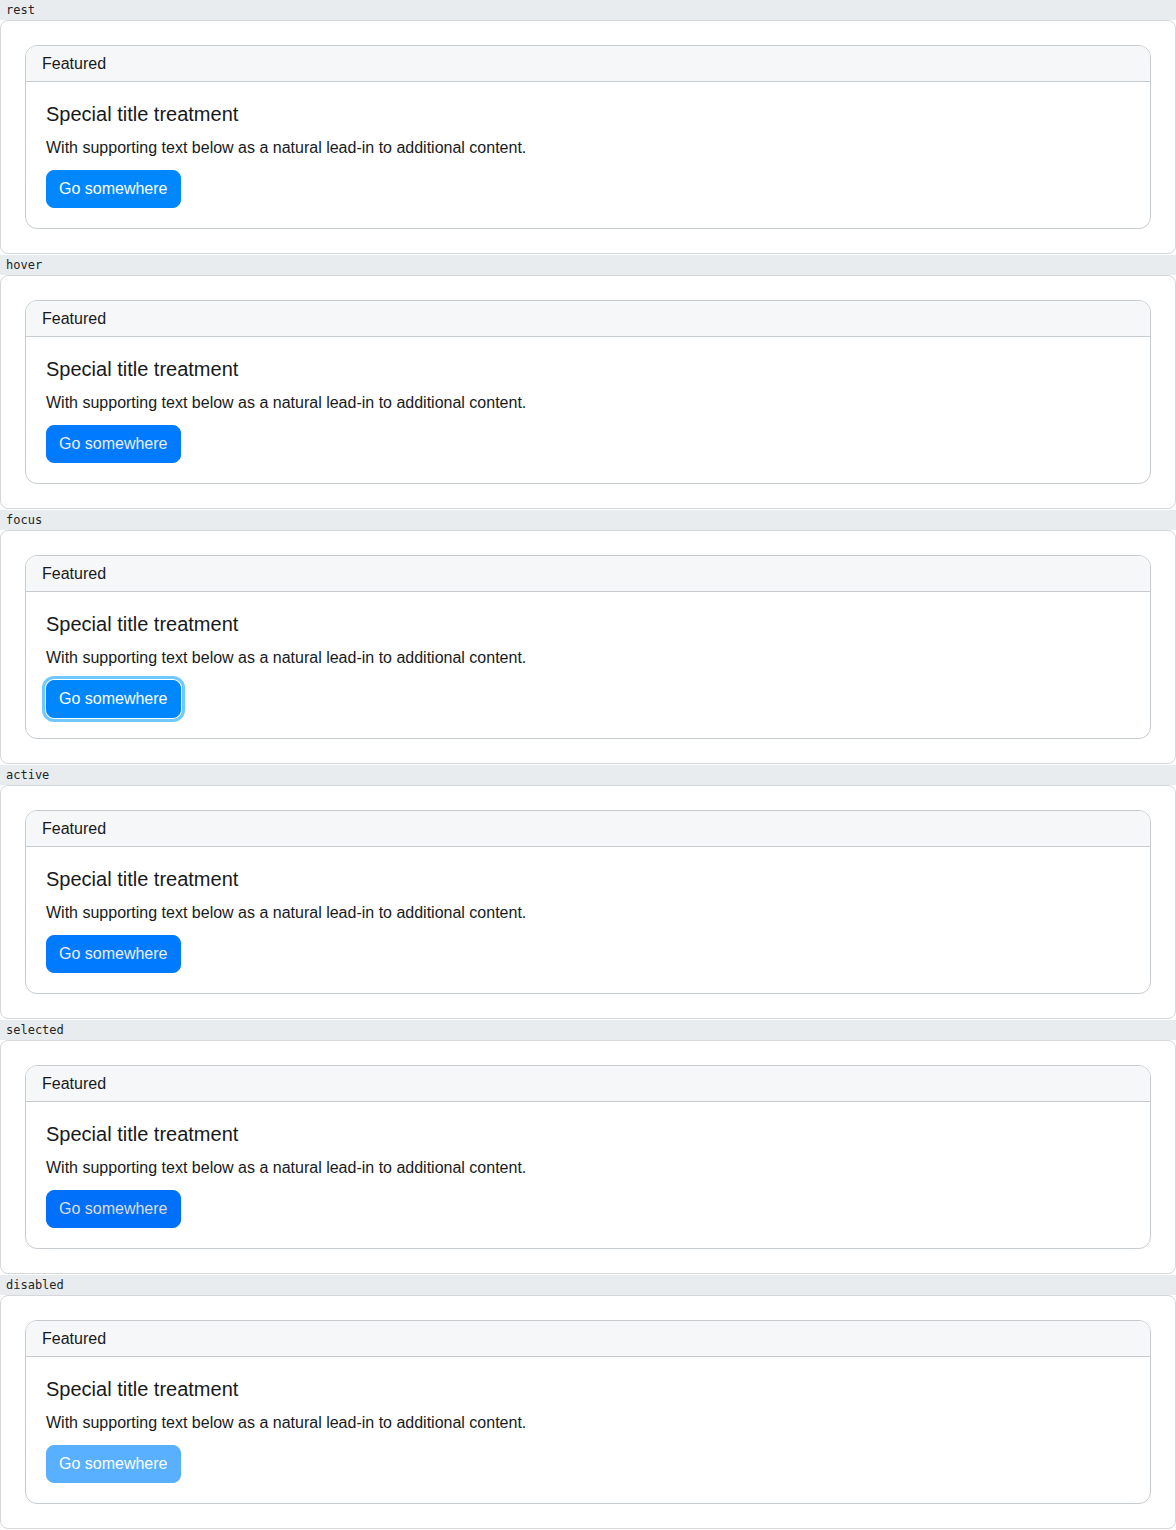 rest
Featured
Special title treatment
With supporting text below as a natural lead-in to additional content.
Go somewhere
hover
Featured
Special title treatment
With supporting text below as a natural lead-in to additional content.
Go somewhere
focus
Featured
Special title treatment
With supporting text below as a natural lead-in to additional content.
Go somewhere
active
Featured
Special title treatment
With supporting text below as a natural lead-in to additional content.
Go somewhere
selected
Featured
Special title treatment
With supporting text below as a natural lead-in to additional content.
Go somewhere
disabled
Featured
Special title treatment
With supporting text below as a natural lead-in to additional content.
Go somewhere